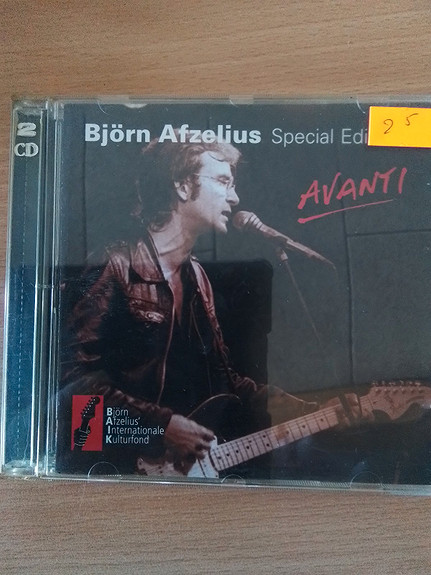 2
CD
Björn Afzelius Special Edi
25
AVANTI
Björn
Afzelius'
Internationale
Kulturfond